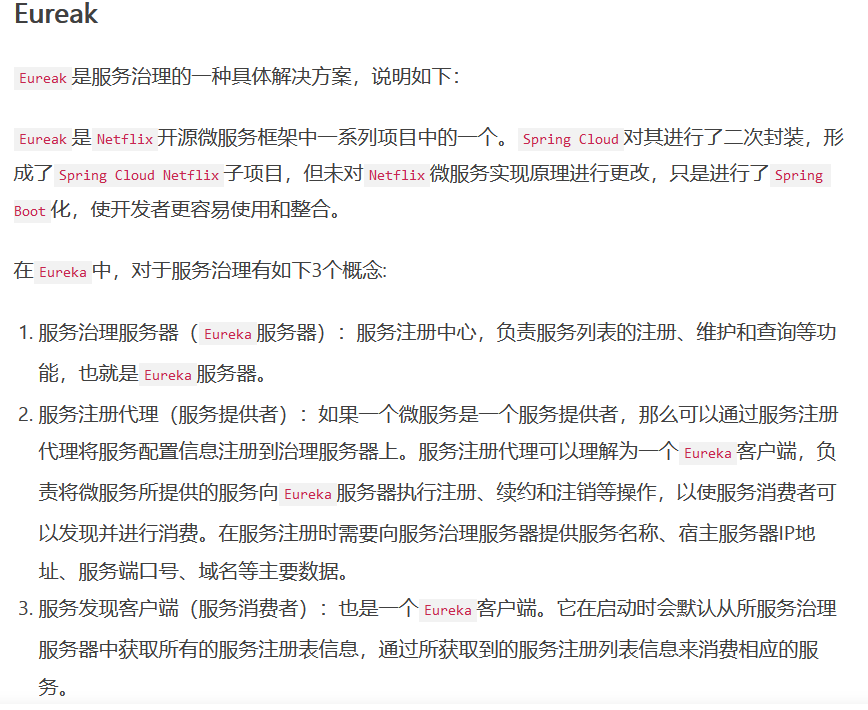 Eureak
Eureak是服务治理的一种具体解决方案，说明如下：
Eureak是Netflix开源微服务框架中一系列项目中的一个。Spring Cloud对其进行了二次封装，形
成了Spring Cloud Netflix子项目，但未对Netflix微服务实现原理进行更改，只是进行了Spring
Boot化，使开发者更容易使用和整合。
在Eureka中，对于服务治理有如下3个概念:
1. 服务治理服务器（Eureka服务器）：服务注册中心，负责服务列表的注册、维护和查询等功
能，也就是Eureka服务器。
2. 服务注册代理（服务提供者）：如果一个微服务是一个服务提供者，那么可以通过服务注册
代理将服务配置信息注册到治理服务器上。服务注册代理可以理解为一个Eureka客户端，负
责将微服务所提供的服务向Eureka服务器执行注册、续约和注销等操作，以使服务消费者可
以发现并进行消费。在服务注册时需要向服务治理服务器提供服务名称、宿主服务器IP地
址、服务端口号、域名等主要数据。
3. 服务发现客户端（服务消费者）：也是一个Eureka客户端。它在启动时会默认从所服务治理
服务器中获取所有的服务注册表信息，通过所获取到的服务注册列表信息来消费相应的服
务。